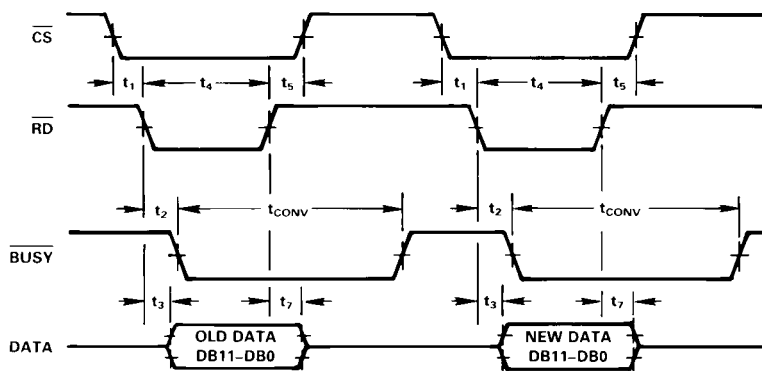 CS
t1 t4 t5 t1 t4 t5
RD
t2 tCONV t2 tCONV
BUSY
t3 t7 t3 t7
DATA OLD DATA DB11–DB0 NEW DATA DB11–DB0